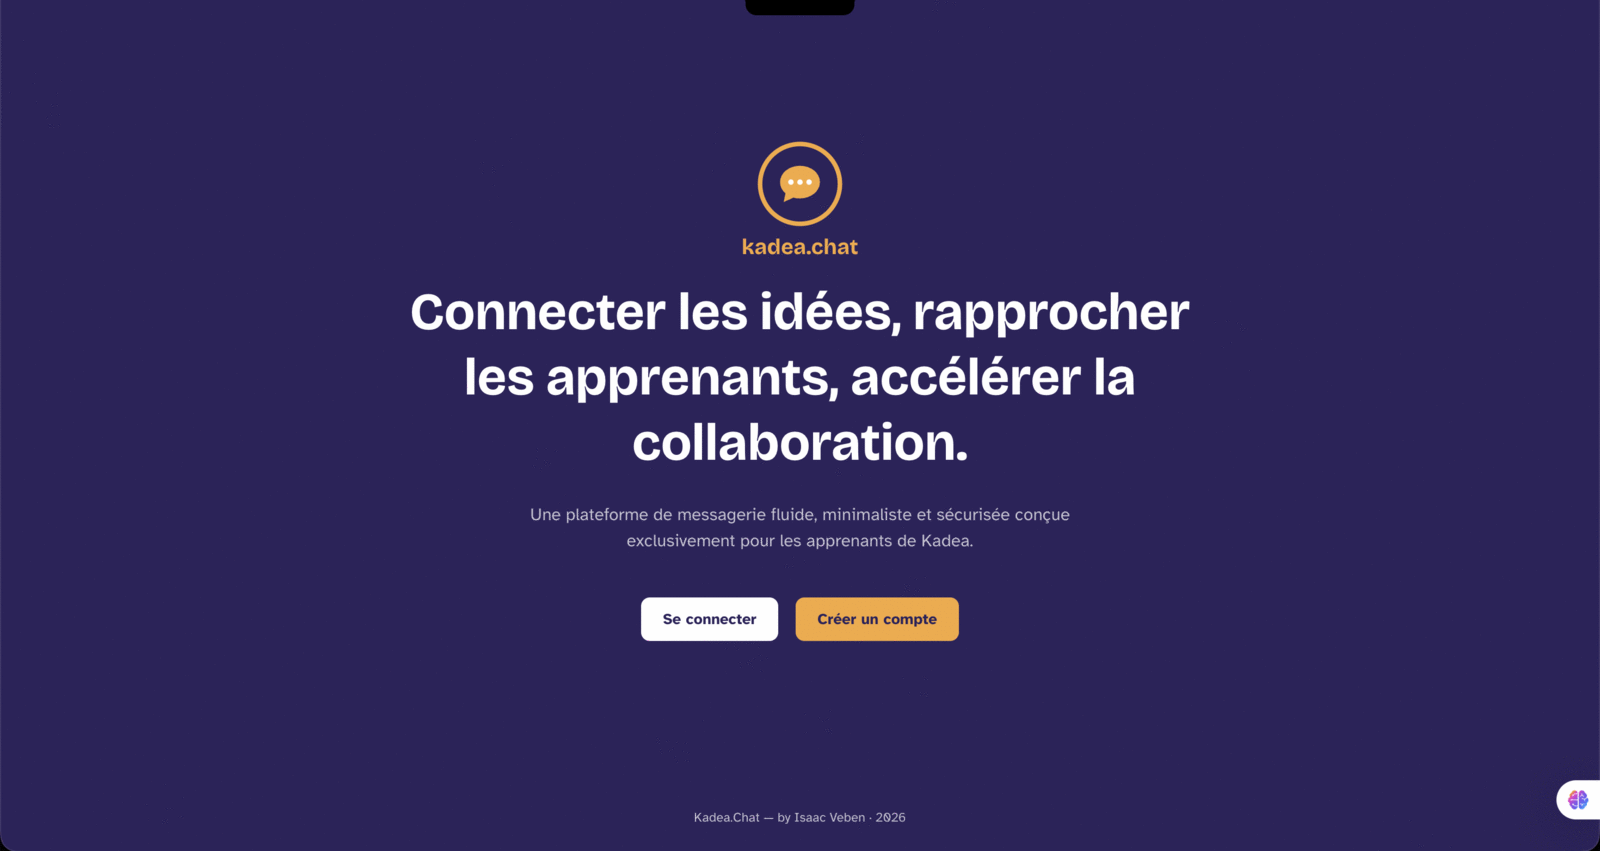 kadea.chat
Connecter les idées, rapprocher
les apprenants, accélérer la
collaboration.
Une plateforme de messagerie fluide, minimaliste et sécurisée conçue
exclusivement pour les apprenants de Kadea.
Se connecter
Créer un compte
Kadea.Chat — by Isaac Veben · 2026